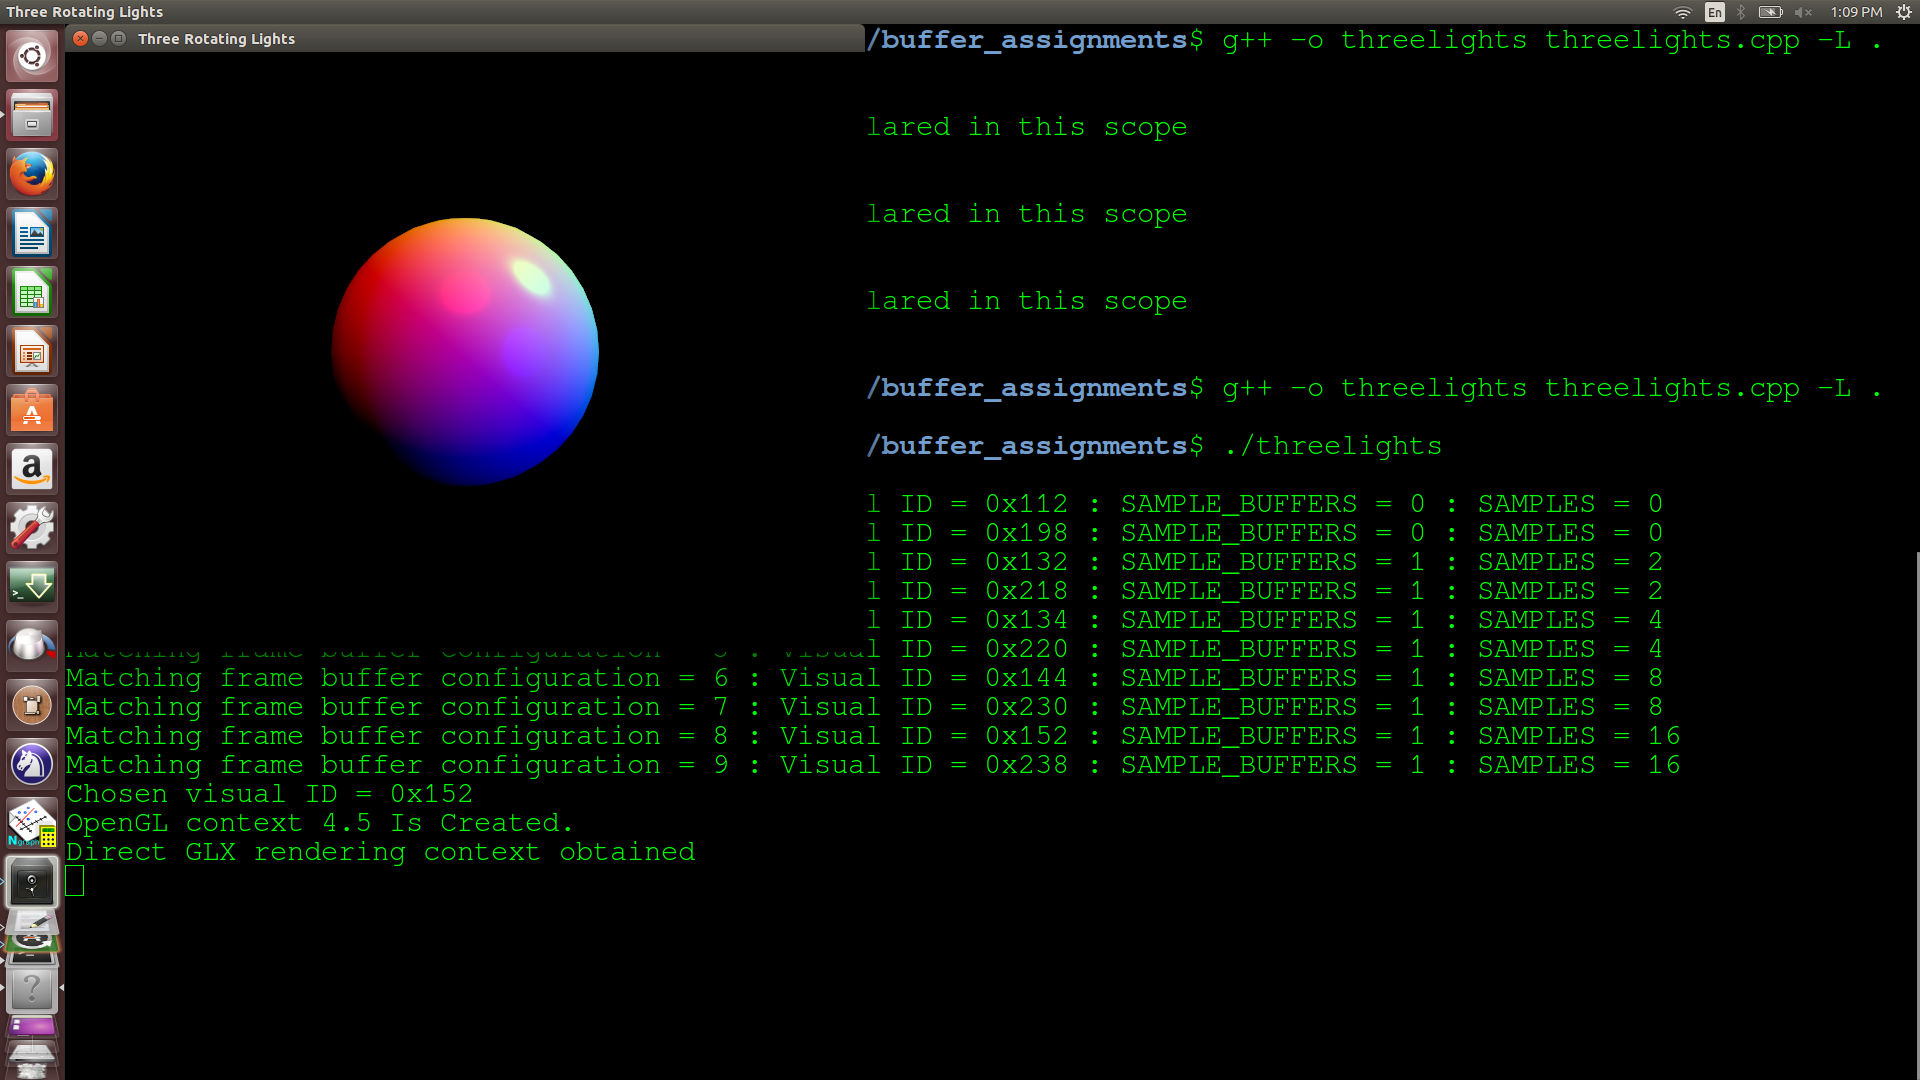 Three Rotating Lights
En
1:09 PM
Three Rotating Lights
/buffer_assignments$ g++ -o threelights threelights.cpp -L .
lared in this scope
lared in this scope
lared in this scope
/buffer_assignments$ g++ -o threelights threelights.cpp -L .
/buffer_assignments$ ./threelights
l ID = 0x112 : SAMPLE_BUFFERS = 0 : SAMPLES = 0
l ID = 0x198 : SAMPLE_BUFFERS = 0 : SAMPLES = 0
l ID = 0x132 : SAMPLE_BUFFERS = 1 : SAMPLES = 2
l ID = 0x218 : SAMPLE_BUFFERS = 1 : SAMPLES = 2
l ID = 0x134 : SAMPLE_BUFFERS = 1 : SAMPLES = 4
Matching frame buffer configuration = 5 : Visual ID = 0x220 : SAMPLE_BUFFERS = 1 : SAMPLES = 4
Matching frame buffer configuration = 6 : Visual ID = 0x144 : SAMPLE_BUFFERS = 1 : SAMPLES = 8
Matching frame buffer configuration = 7 : Visual ID = 0x230 : SAMPLE_BUFFERS = 1 : SAMPLES = 8
Matching frame buffer configuration = 8 : Visual ID = 0x152 : SAMPLE_BUFFERS = 1 : SAMPLES = 16
Matching frame buffer configuration = 9 : Visual ID = 0x238 : SAMPLE_BUFFERS = 1 : SAMPLES = 16
Chosen visual ID = 0x152
OpenGL context 4.5 Is Created.
Direct GLX rendering context obtained